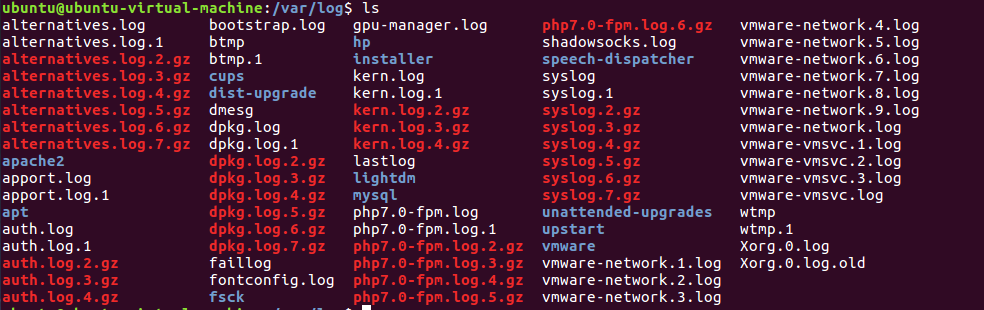 ubuntu@ubuntu-virtual-machine:/var/log$ ls
alternatives.log bootstrap.log gpu-manager.log php7.0-fpm.log.6.gz vmware-network.4.log
alternatives.log.1 btmp hp shadowsocks.log vmware-network.5.log
alternatives.log.2.gz btmp.1 installer speech-dispatcher vmware-network.6.log
alternatives.log.3.gz cups kern.log syslog vmware-network.7.log
alternatives.log.4.gz dist-upgrade kern.log.1 syslog.1 vmware-network.8.log
alternatives.log.5.gz dmesg kern.log.2.gz syslog.2.gz vmware-network.9.log
alternatives.log.6.gz dpkg.log kern.log.3.gz syslog.3.gz vmware-network.log
alternatives.log.7.gz dpkg.log.1 kern.log.4.gz syslog.4.gz vmware-vmsvc.1.log
apache2 dpkg.log.2.gz lastlog syslog.5.gz vmware-vmsvc.2.log
apport.log dpkg.log.3.gz lightdm syslog.6.gz vmware-vmsvc.3.log
apport.log.1 dpkg.log.4.gz mysql syslog.7.gz vmware-vmsvc.log
apt dpkg.log.5.gz php7.0-fpm.log unattended-upgrades wtmp
auth.log dpkg.log.6.gz php7.0-fpm.log.1 upstart wtmp.1
auth.log.1 dpkg.log.7.gz php7.0-fpm.log.2.gz vmware Xorg.0.log
auth.log.2.gz faillog php7.0-fpm.log.3.gz vmware-network.1.log Xorg.0.log.old
auth.log.3.gz fontconfig.log php7.0-fpm.log.4.gz vmware-network.2.log
auth.log.4.gz fsck php7.0-fpm.log.5.gz vmware-network.3.log